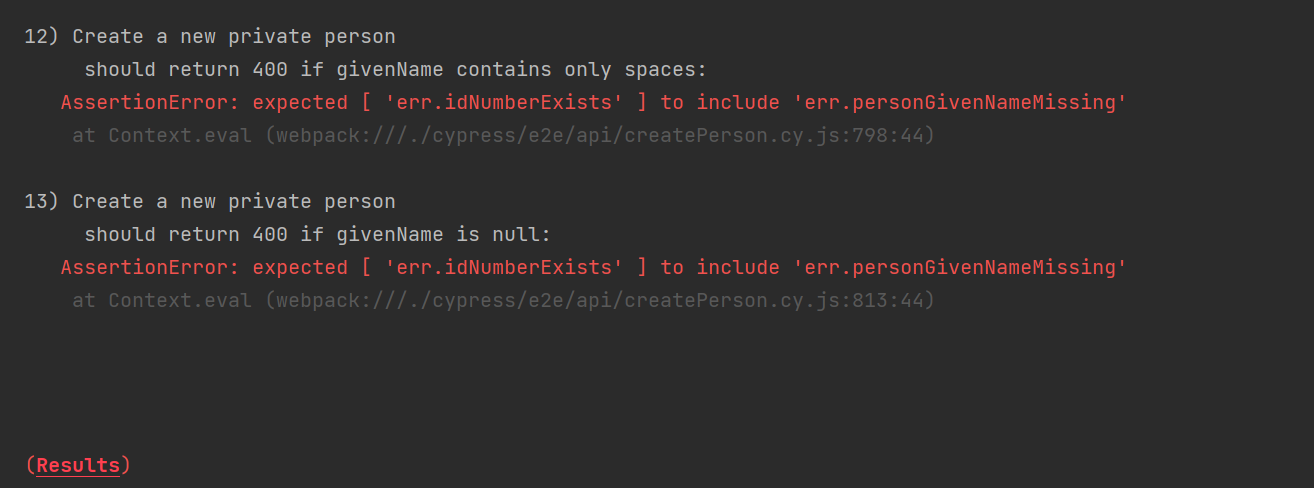 12) Create a new private person
should return 400 if givenName contains only spaces:
AssertionError: expected [ 'err.idNumberExists' ] to include 'err.personGivenNameMissing'
at Context.eval (webpack:///./cypress/e2e/api/createPerson.cy.js:798:44)
13) Create a new private person
should return 400 if givenName is null:
AssertionError: expected [ 'err.idNumberExists' ] to include 'err.personGivenNameMissing'
at Context.eval (webpack:///./cypress/e2e/api/createPerson.cy.js:813:44)
(Results)